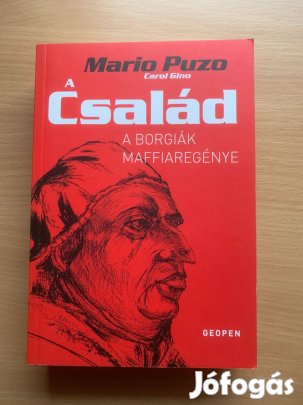 Mario Puzo
Carol Gino
A
Család
A BORGIÁK
MAFFIAREGÉNYE
GEOPEN
Jófogás